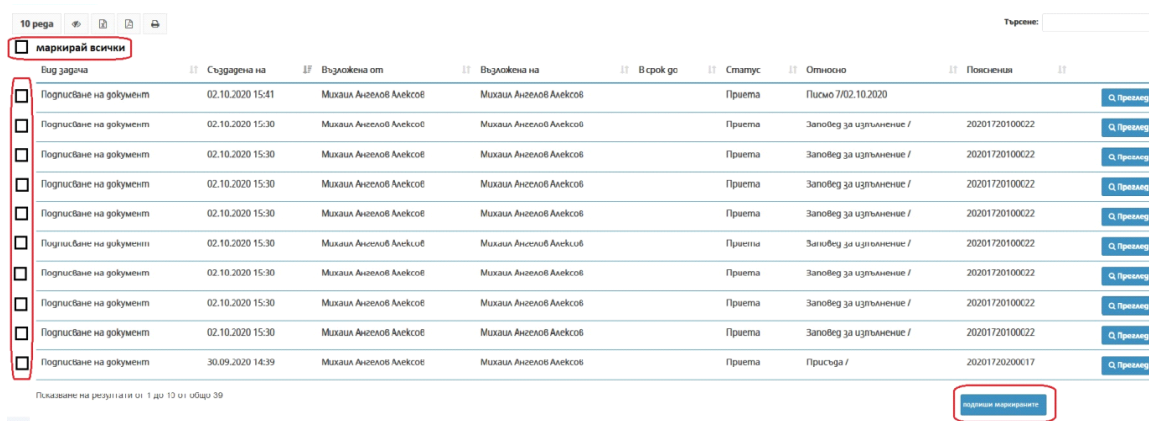 10 реда Търсене:
маркирай всички
Вид задача Създадена на Възложена от Възложена на В срок до Статус Относно Пояснения
Подписване на документ 02.10.2020 15:41 Михаил Ангелов Алексов Михаил Ангелов Алексов Приета Писмо 7/02.10.2020 Преглед
Подписване на документ 02.10.2020 15:30 Михаил Ангелов Алексов Михаил Ангелов Алексов Приета Заповед за изпълнение / 20201720100022 Преглед
Подписване на документ 02.10.2020 15:30 Михаил Ангелов Алексов Михаил Ангелов Алексов Приета Заповед за изпълнение / 20201720100022 Преглед
Подписване на документ 02.10.2020 15:30 Михаил Ангелов Алексов Михаил Ангелов Алексов Приета Заповед за изпълнение / 20201720100022 Преглед
Подписване на документ 02.10.2020 15:30 Михаил Ангелов Алексов Михаил Ангелов Алексов Приета Заповед за изпълнение / 20201720100022 Преглед
Подписване на документ 02.10.2020 15:30 Михаил Ангелов Алексов Михаил Ангелов Алексов Приета Заповед за изпълнение / 20201720100022 Преглед
Подписване на документ 02.10.2020 15:30 Михаил Ангелов Алексов Михаил Ангелов Алексов Приета Заповед за изпълнение / 20201720100022 Преглед
Подписване на документ 02.10.2020 15:30 Михаил Ангелов Алексов Михаил Ангелов Алексов Приета Заповед за изпълнение / 20201720100022 Преглед
Подписване на документ 02.10.2020 15:30 Михаил Ангелов Алексов Михаил Ангелов Алексов Приета Заповед за изпълнение / 20201720100022 Преглед
Подписване на документ 30.09.2020 14:39 Михаил Ангелов Алексов Михаил Ангелов Алексов Приета Присъда / 20201720200017 Преглед
Показване на резултати от 1 до 10 от общо 39
подпиши маркираните